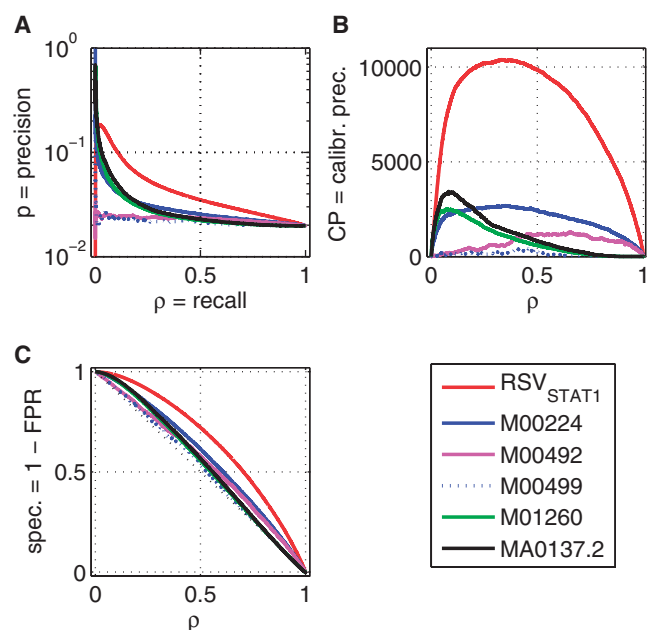 A
p = precision
10⁰
10⁻¹
10⁻²
0
0.5
1
ρ = recall
B
CP = calibr. prec.
10000
5000
0
0
0.5
1
ρ
C
spec. = 1 − FPR
1
0.5
0
0
0.5
1
ρ
RSV_STAT1
M00224
M00492
M00499
M01260
MA0137.2